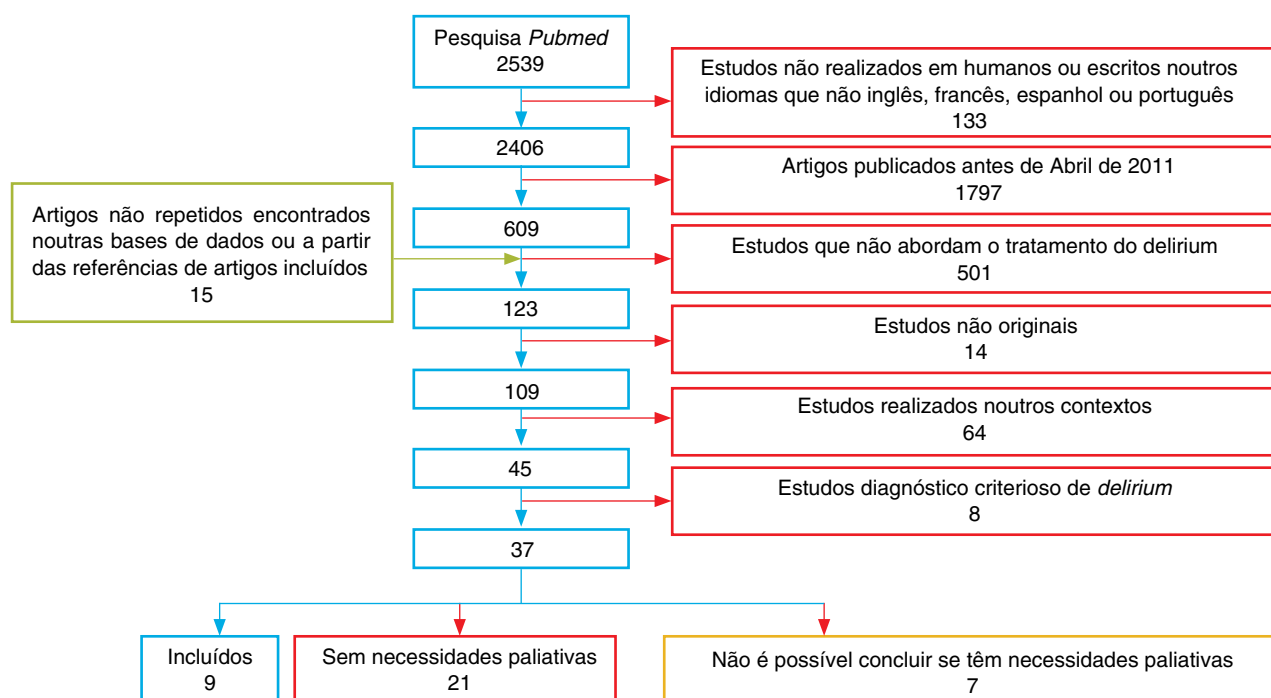 Pesquisa Pubmed
2539
Estudos não realizados em humanos ou escritos noutros
idiomas que não inglês, francês, espanhol ou português
133
2406
Artigos publicados antes de Abril de 2011
1797
Artigos não repetidos encontrados
noutras bases de dados ou a partir
das referências de artigos incluídos
15
609
Estudos que não abordam o tratamento do delirium
501
123
Estudos não originais
14
109
Estudos realizados noutros contextos
64
45
Estudos diagnóstico criterioso de delirium
8
37
Incluídos
9
Sem necessidades paliativas
21
Não é possível concluir se têm necessidades paliativas
7